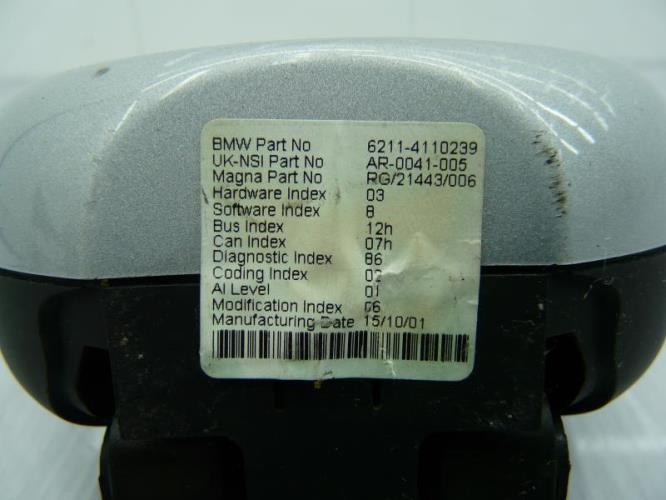 BMW Part No 6211-4110239
UK-NSI Part No AR-0041-005
Magna Part No RG/21443/006
Hardware Index 03
Software Index 8
Bus Index 12h
Can Index 07h
Diagnostic Index 86
Coding Index 02
AI Level 01
Modification Index 06
Manufacturing Date 15/10/01